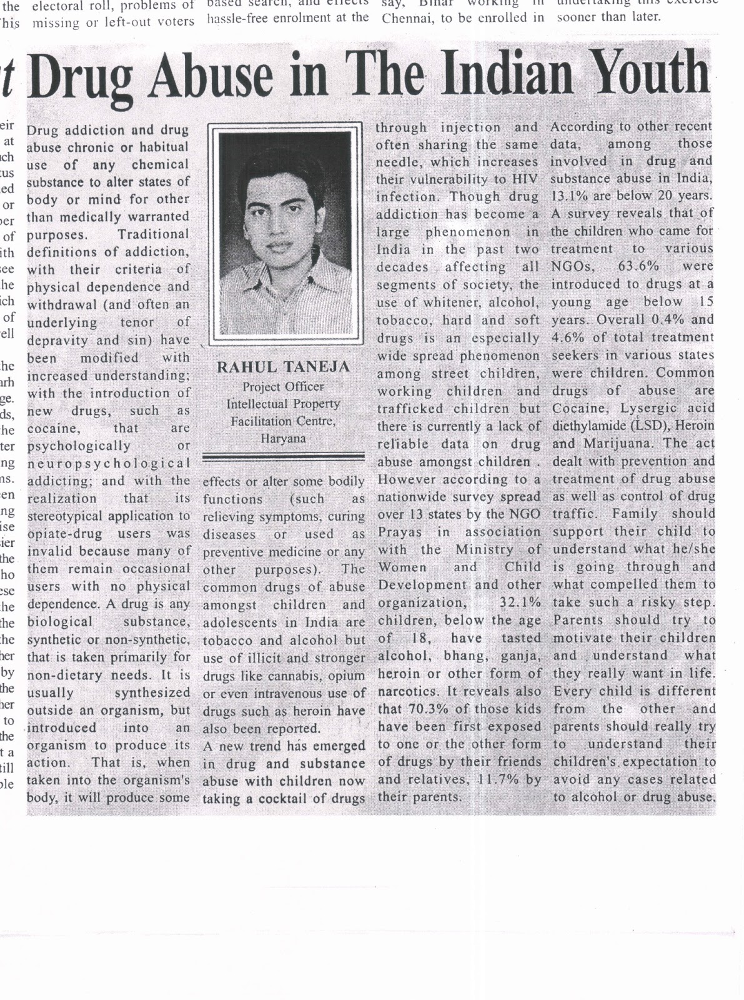 the
This
electoral roll, problems of
missing or left-out voters
based search, and effects
hassle-free enrolment at the
say, Bihar working in
Chennai, to be enrolled in
undertaking this exercise
sooner than later.
Drug Abuse in The Indian Youth
Drug addiction and drug
abuse chronic or habitual
use of any chemical
substance to alter states of
body or mind for other
than medically warranted
purposes. Traditional
definitions of addiction,
with their criteria of
physical dependence and
withdrawal (and often an
underlying tenor of
depravity and sin) have
been modified with
increased understanding;
with the introduction of
new drugs, such as
cocaine, that are
psychologically or
neuropsychological
addicting; and with the
realization that its
stereotypical application to
opiate-drug users was
invalid because many of
them remain occasional
users with no physical
dependence. A drug is any
biological substance,
synthetic or non-synthetic,
that is taken primarily for
non-dietary needs. It is
usually synthesized
outside an organism, but
introduced into an
organism to produce its
action. That is, when
taken into the organism's
body, it will produce some
RAHUL TANEJA
Project Officer
Intellectual Property
Facilitation Centre,
Haryana
effects or alter some bodily
functions (such as
relieving symptoms, curing
diseases or used as
preventive medicine or any
other purposes). The
common drugs of abuse
amongst children and
adolescents in India are
tobacco and alcohol but
use of illicit and stronger
drugs like cannabis, opium
or even intravenous use of
drugs such as heroin have
also been reported.
A new trend has emerged
in drug and substance
abuse with children now
taking a cocktail of drugs
through injection and
often sharing the same
needle, which increases
their vulnerability to HIV
infection. Though drug
addiction has become a
large phenomenon in
India in the past two
decades affecting all
segments of society, the
use of whitener, alcohol,
tobacco, hard and soft
drugs is an especially
wide spread phenomenon
among street children,
working children and
trafficked children but
there is currently a lack of
reliable data on drug
abuse amongst children .
However according to a
nationwide survey spread
over 13 states by the NGO
Prayas in association
with the Ministry of
Women and Child
Development and other
organization, 32.1%
children, below the age
of 18, have tasted
alcohol, bhang, ganja,
heroin or other form of
narcotics. It reveals also
that 70.3% of those kids
have been first exposed
to one or the other form
of drugs by their friends
and relatives, 11.7% by
their parents.
According to other recent
data, among those
involved in drug and
substance abuse in India,
13.1% are below 20 years.
A survey reveals that of
the children who came for
treatment to various
NGOs, 63.6% were
introduced to drugs at a
young age below 15
years. Overall 0.4% and
4.6% of total treatment
seekers in various states
were children. Common
drugs of abuse are
Cocaine, Lysergic acid
diethylamide (LSD), Heroin
and Marijuana. The act
dealt with prevention and
treatment of drug abuse
as well as control of drug
traffic. Family should
support their child to
understand what he/she
is going through and
what compelled them to
take such a risky step.
Parents should try to
motivate their children
and understand what
they really want in life.
Every child is different
from the other and
parents should really try
to understand their
children's expectation to
avoid any cases related
to alcohol or drug abuse.